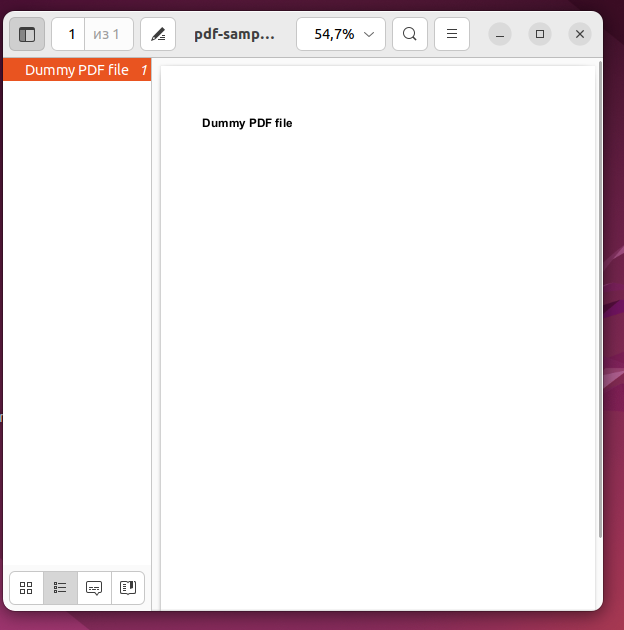 1 из 1
pdf-samp...
54,7%
Dummy PDF file 1
Dummy PDF file